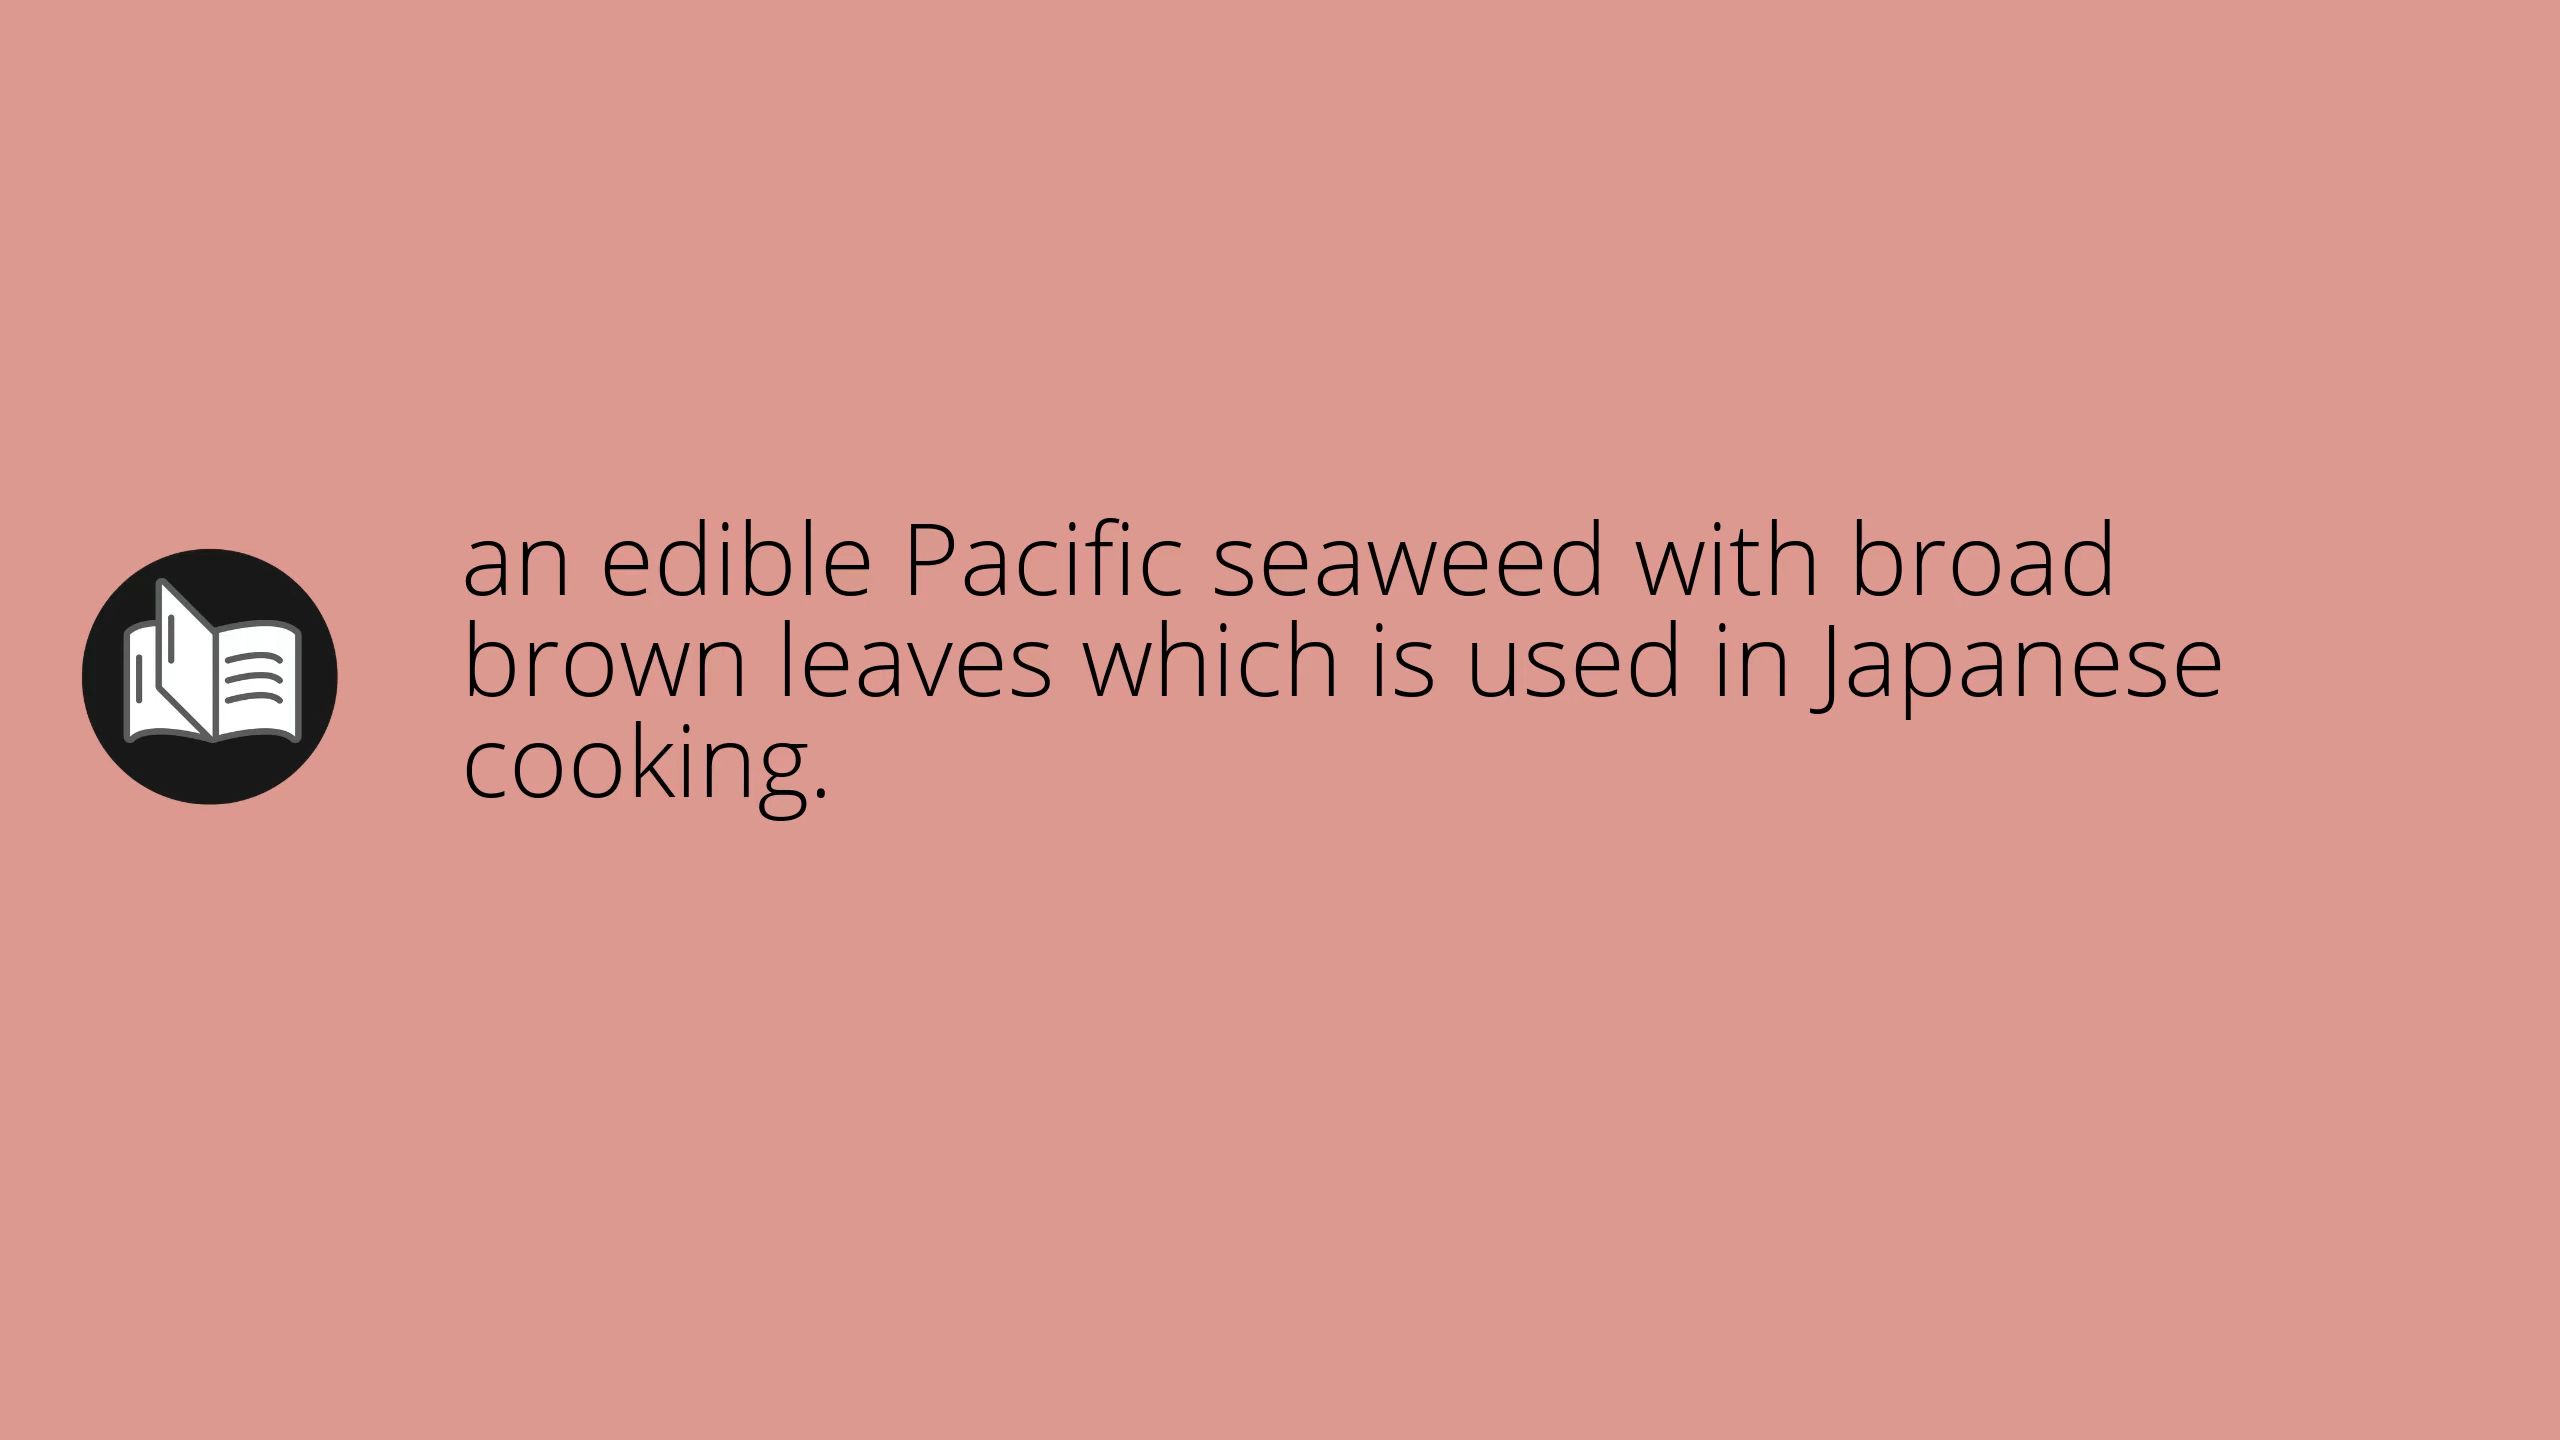 an edible Pacific seaweed with broad
brown leaves which is used in Japanese
cooking.